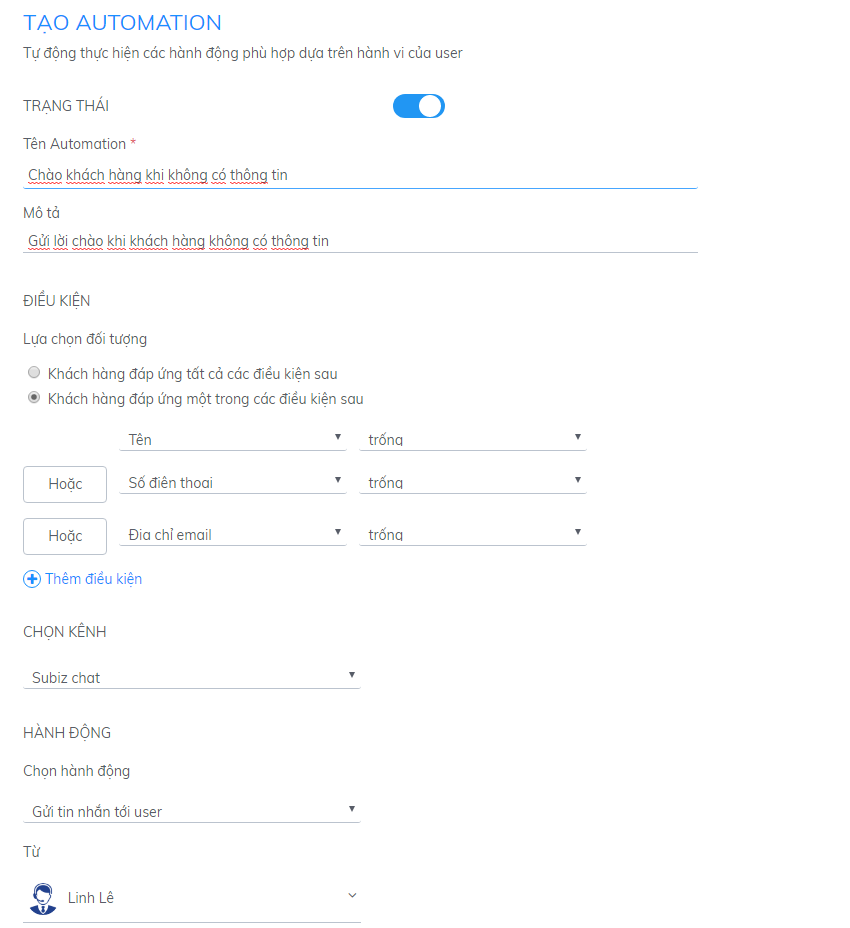 TẠO AUTOMATION
Tự động thực hiện các hành động phù hợp dựa trên hành vi của user
TRẠNG THÁI
Tên Automation *
Chào khách hàng khi không có thông tin
Mô tả
Gửi lời chào khi khách hàng không có thông tin
ĐIỀU KIỆN
Lựa chọn đối tượng
Khách hàng đáp ứng tất cả các điều kiện sau
Khách hàng đáp ứng một trong các điều kiện sau
Tên trống
Hoặc Số điện thoại trống
Hoặc Địa chỉ email trống
Thêm điều kiện
CHỌN KÊNH
Subiz chat
HÀNH ĐỘNG
Chọn hành động
Gửi tin nhắn tới user
Từ
Linh Lê